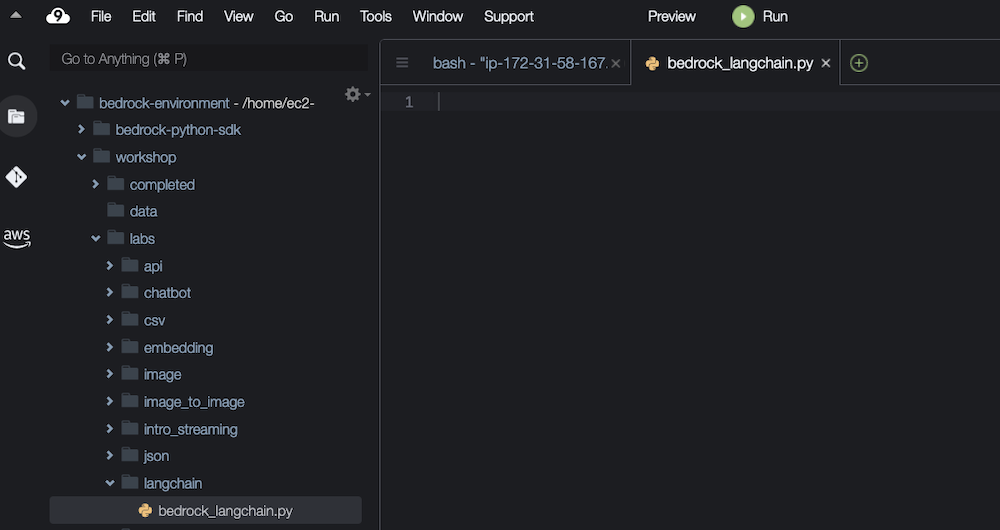 9 File Edit Find View Go Run Tools Window Support Preview Run
Go to Anything (⌘ P)
bash - "ip-172-31-58-167. × bedrock_langchain.py ×
1
bedrock-environment - /home/ec2-
bedrock-python-sdk
workshop
completed
data
labs
api
chatbot
csv
embedding
image
image_to_image
intro_streaming
json
langchain
bedrock_langchain.py
aws